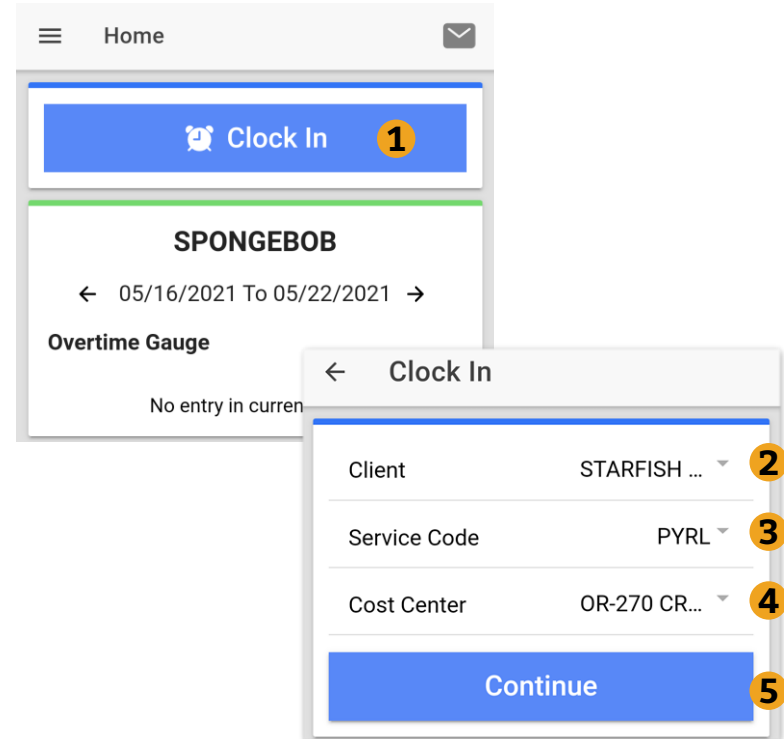 Home
Clock In 1
SPONGEBOB
← 05/16/2021 To 05/22/2021 →
Overtime Gauge
No entry in curren
← Clock In
Client STARFISH ... 2
Service Code PYRL 3
Cost Center OR-270 CR... 4
Continue 5